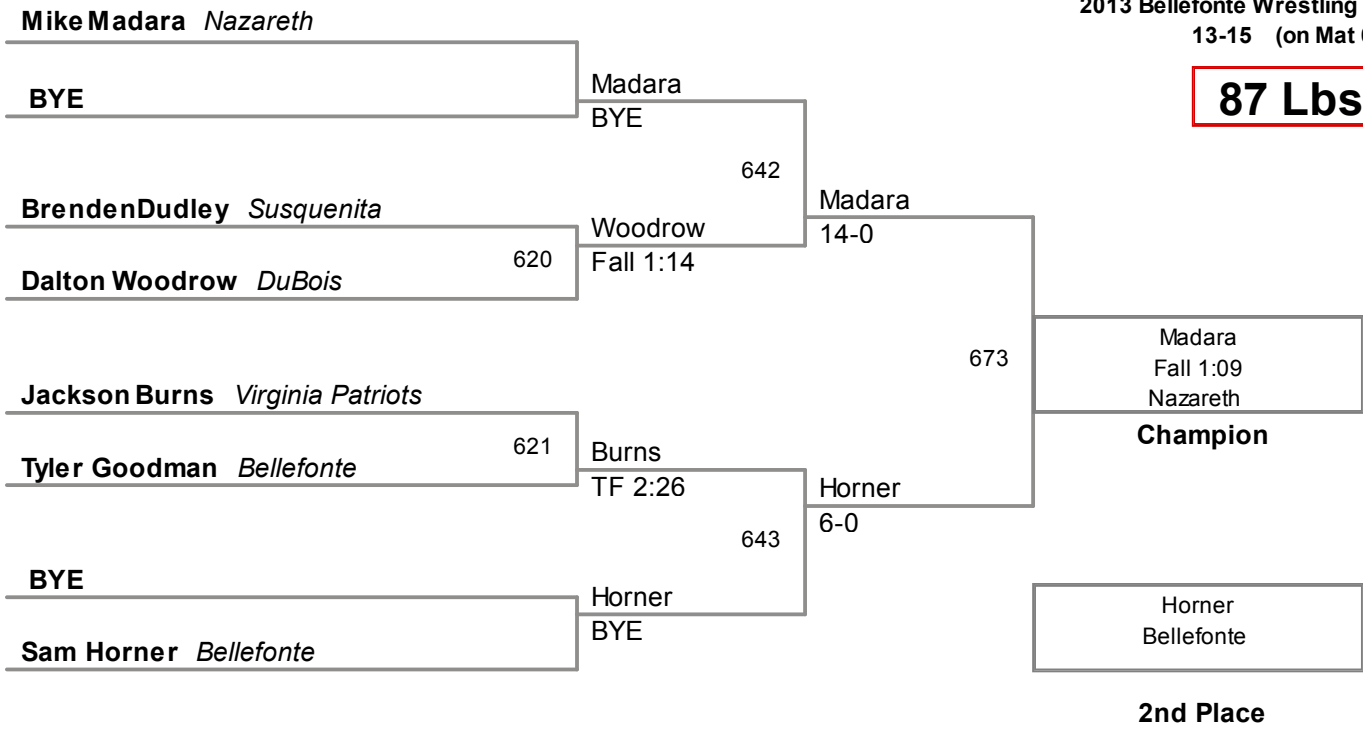 2013 Bellefonte Wrestling
13-15 (on Mat
87 Lbs
Mike Madara Nazareth
BYE
Madara
BYE
642
BrendenDudley Susquenita
620
Dalton Woodrow DuBois
Woodrow
Fall 1:14
Madara
14-0
673
Jackson Burns Virginia Patriots
621
Tyler Goodman Bellefonte
Burns
TF 2:26
643
BYE
Sam Horner Bellefonte
Horner
BYE
Horner
6-0
Madara
Fall 1:09
Nazareth
Champion
Horner
Bellefonte
2nd Place